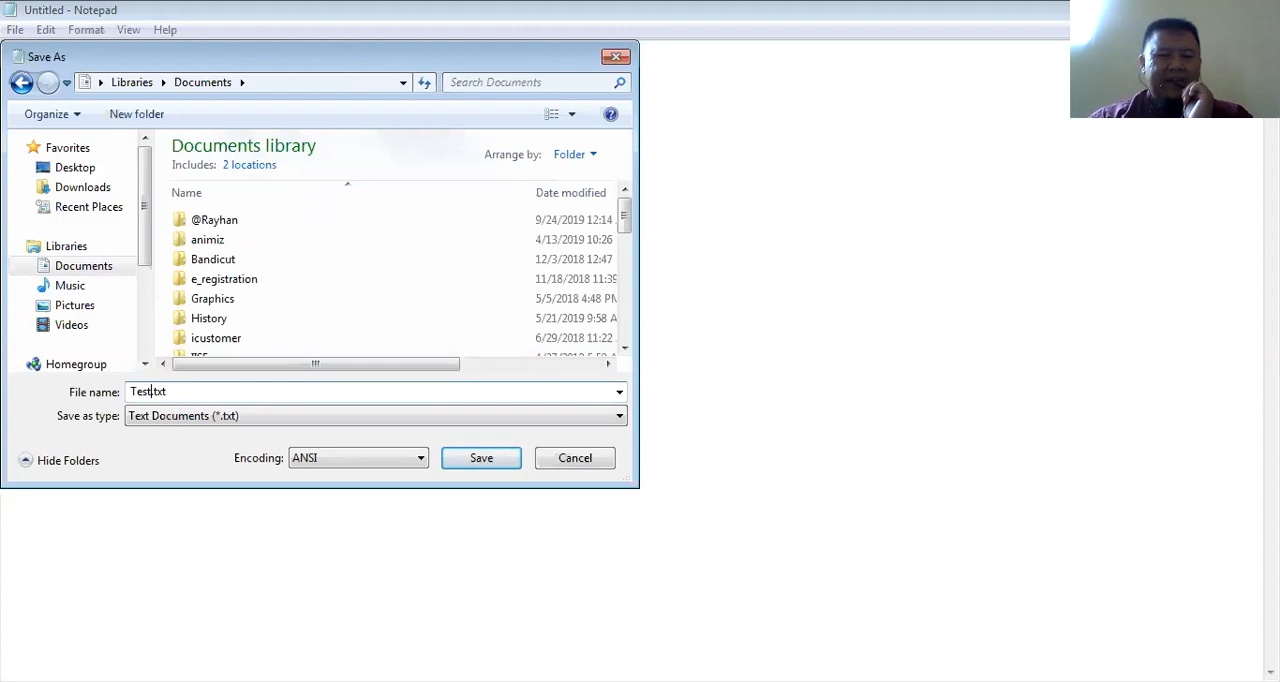 Untitled - Notepad
File Edit Format View Help
Save As
Libraries Documents
Search Documents
Organize New folder
Favorites
Desktop
Downloads
Recent Places
Libraries
Documents
Music
Pictures
Videos
Homegroup
Documents library
Includes: 2 locations
Arrange by: Folder
Name Date modified
@Rayhan 9/24/2019 12:14
animiz 4/13/2019 10:26
Bandicut 12/3/2018 12:47
e_registration 11/18/2018 11:39
Graphics 5/5/2018 4:48 PM
History 5/21/2019 9:58 A
icustomer 6/29/2018 11:22
File name: Test.txt
Save as type: Text Documents (*.txt)
Hide Folders
Encoding: ANSI
Save
Cancel